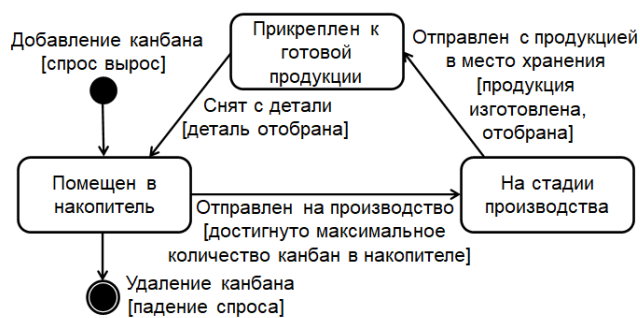 Добавление канбана
[спрос вырос]
Прикреплен к
готовой
продукции
Отправлен с продукцией
в место хранения
[продукция
изготовлена,
отобрана]
Снят с детали
[деталь отобрана]
Помещен в
накопитель
На стадии
производства
Отправлен на производство
[достигнуто максимальное
количество канбан в накопителе]
Удаление канбана
[падение спроса]